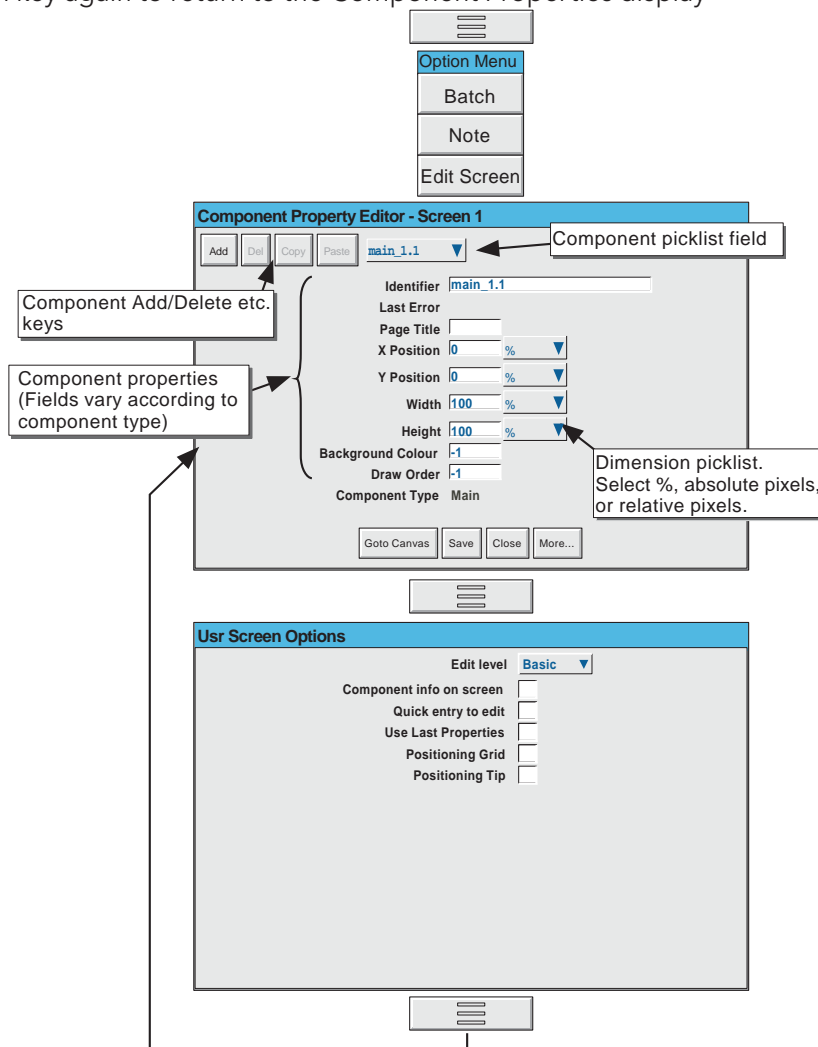 key again to return to the Component Properties display
Option Menu
Batch
Note
Edit Screen
Component Property Editor - Screen 1
Add Del Copy Paste main_1.1
Component picklist field
Identifier main_1.1
Component Add/Delete etc.
keys
Last Error
Page Title
X Position 0 %
Component properties
(Fields vary according to
component type)
Y Position 0 %
Width 100 %
Height 100 %
Background Colour -1
Draw Order -1
Component Type Main
Dimension picklist.
Select %, absolute pixels,
or relative pixels.
Goto Canvas Save Close More...
Usr Screen Options
Edit level Basic
Component info on screen
Quick entry to edit
Use Last Properties
Positioning Grid
Positioning Tip